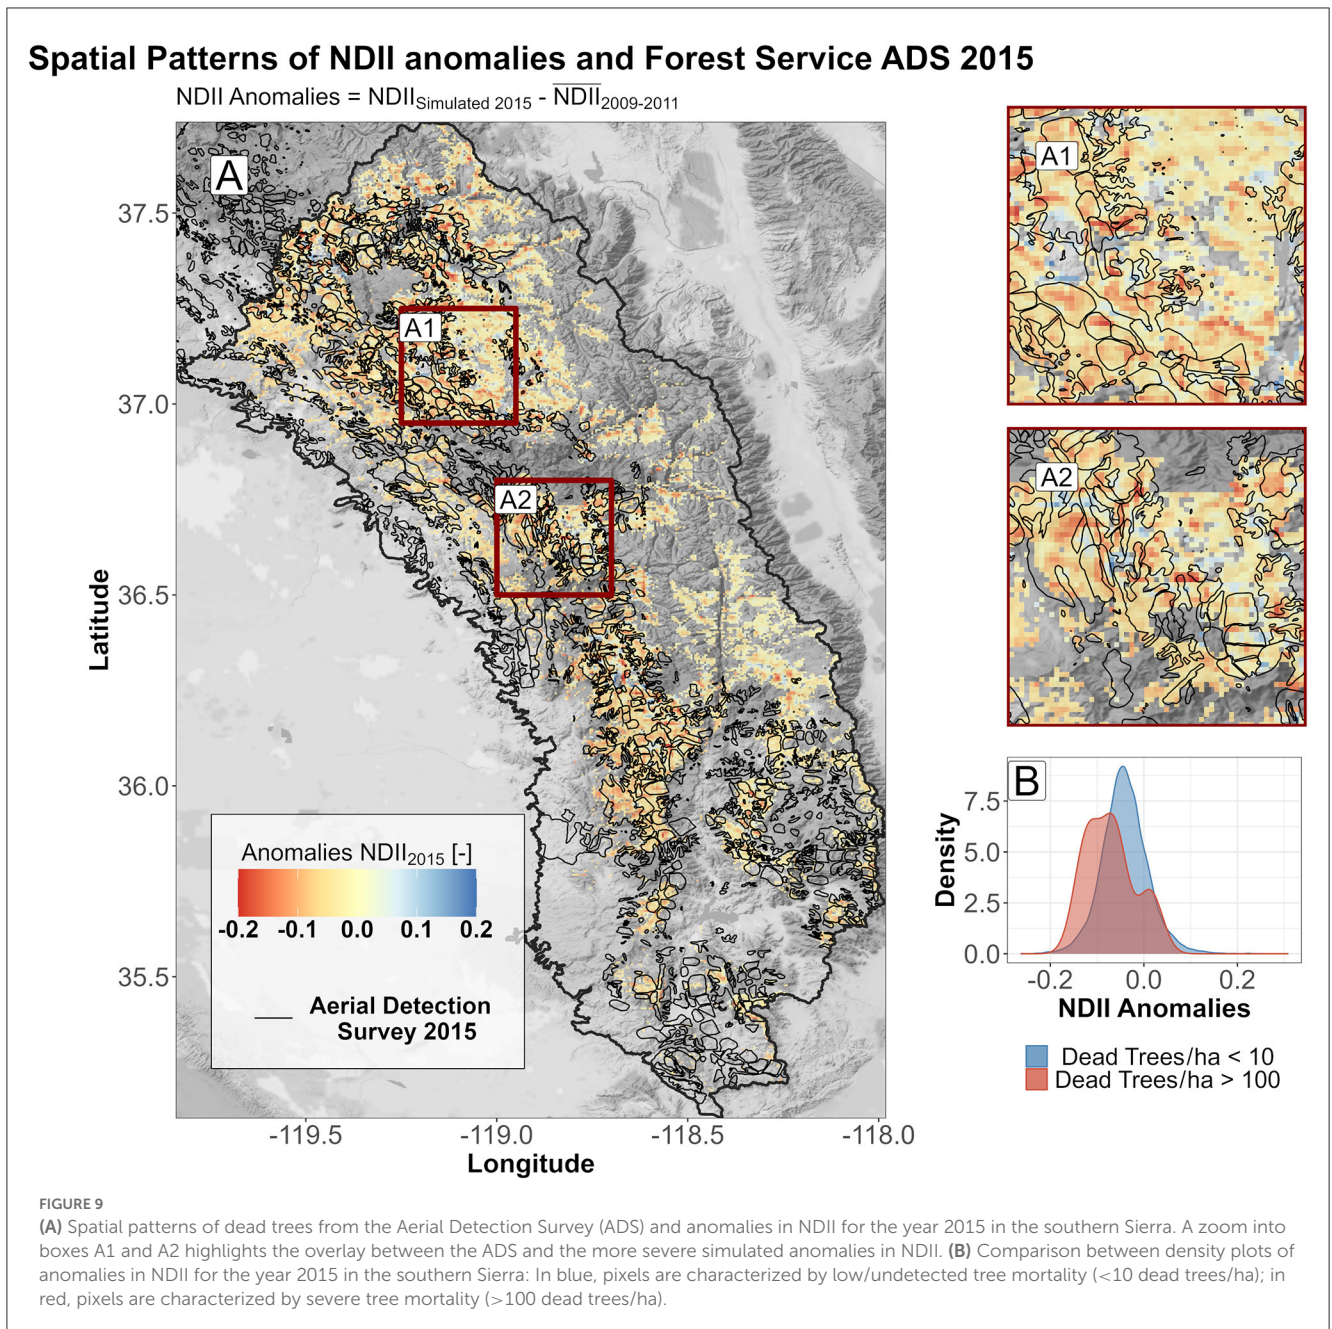 Spatial Patterns of NDII anomalies and Forest Service ADS 2015
NDII Anomalies = NDII Simulated 2015 - NDII 2009-2011
A
A1
A2
37.5
37.0
36.5
36.0
35.5
Latitude
-119.5
-119.0
-118.5
-118.0
Longitude
Anomalies NDII2015 [-]
-0.2
-0.1
0.0
0.1
0.2
Aerial Detection
Survey 2015
A1
A2
B
7.5
5.0
2.5
0.0
Density
-0.2
0.0
0.2
NDII Anomalies
Dead Trees/ha < 10
Dead Trees/ha > 100
FIGURE 9
(A) Spatial patterns of dead trees from the Aerial Detection Survey (ADS) and anomalies in NDII for the year 2015 in the southern Sierra. A zoom into
boxes A1 and A2 highlights the overlay between the ADS and the more severe simulated anomalies in NDII. (B) Comparison between density plots of
anomalies in NDII for the year 2015 in the southern Sierra: In blue, pixels are characterized by low/undetected tree mortality (<10 dead trees/ha); in
red, pixels are characterized by severe tree mortality (>100 dead trees/ha).